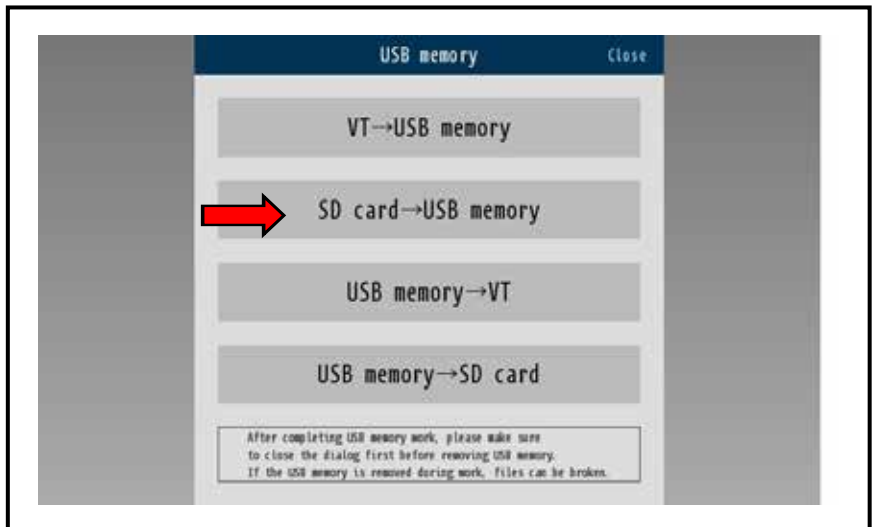 USB memory
Close
VT→USB memory
SD card→USB memory
USB memory→VT
USB memory→SD card
After completing USB memory work, please make sure
to close the dialog first before removing USB memory.
If the USB memory is removed during work, files can be broken.